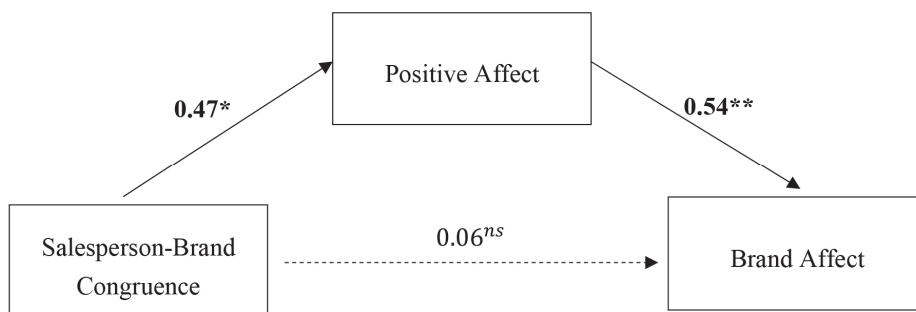 Positive Affect
0.47*
0.54**
Salesperson-Brand
Congruence
0.06^ns
Brand Affect